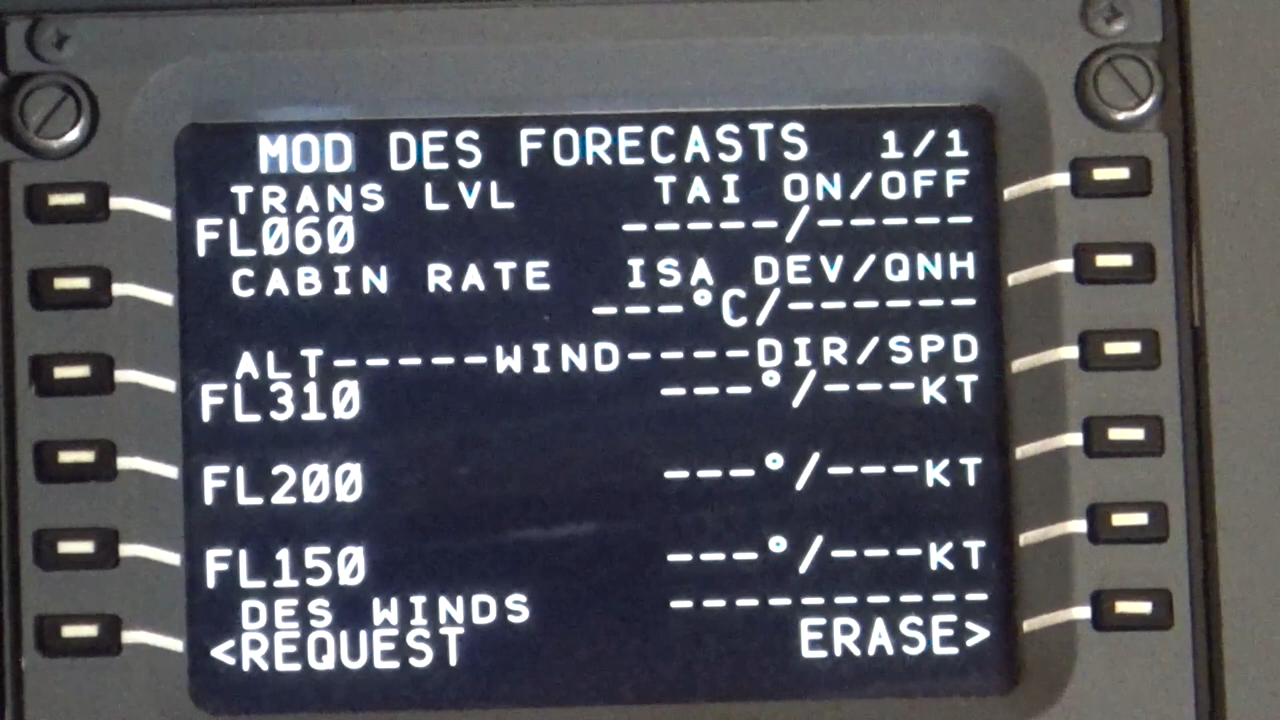 MOD DES FORECASTS 1/1
TRANS LVL TAI ON/OFF
FL060 -----/-----
CABIN RATE ISA DEV/QNH
---°C/------
ALT-----WIND----DIR/SPD
FL310 ---°/---KT
FL200 ---°/---KT
FL150 ---°/---KT
DES WINDS ----------
<REQUEST ERASE>